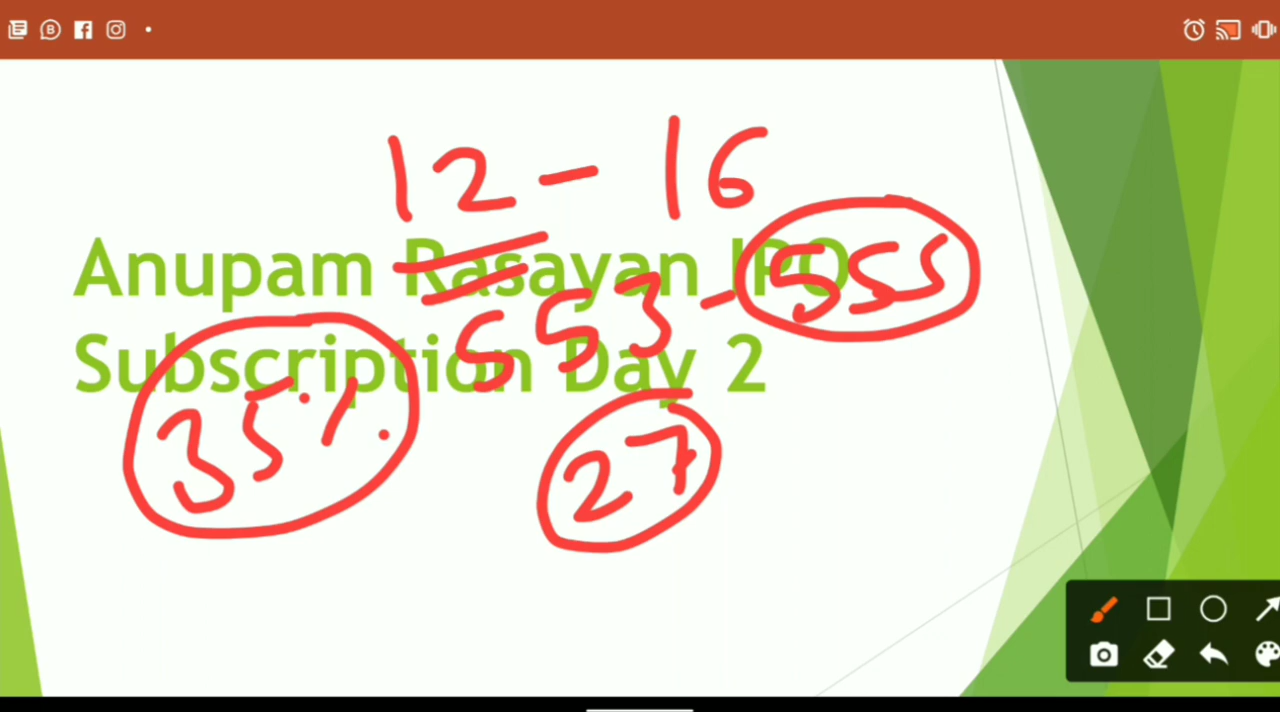 12 - 16
Anupam Rasayan IPO
553 - 555
Subscription Day 2
35%
27